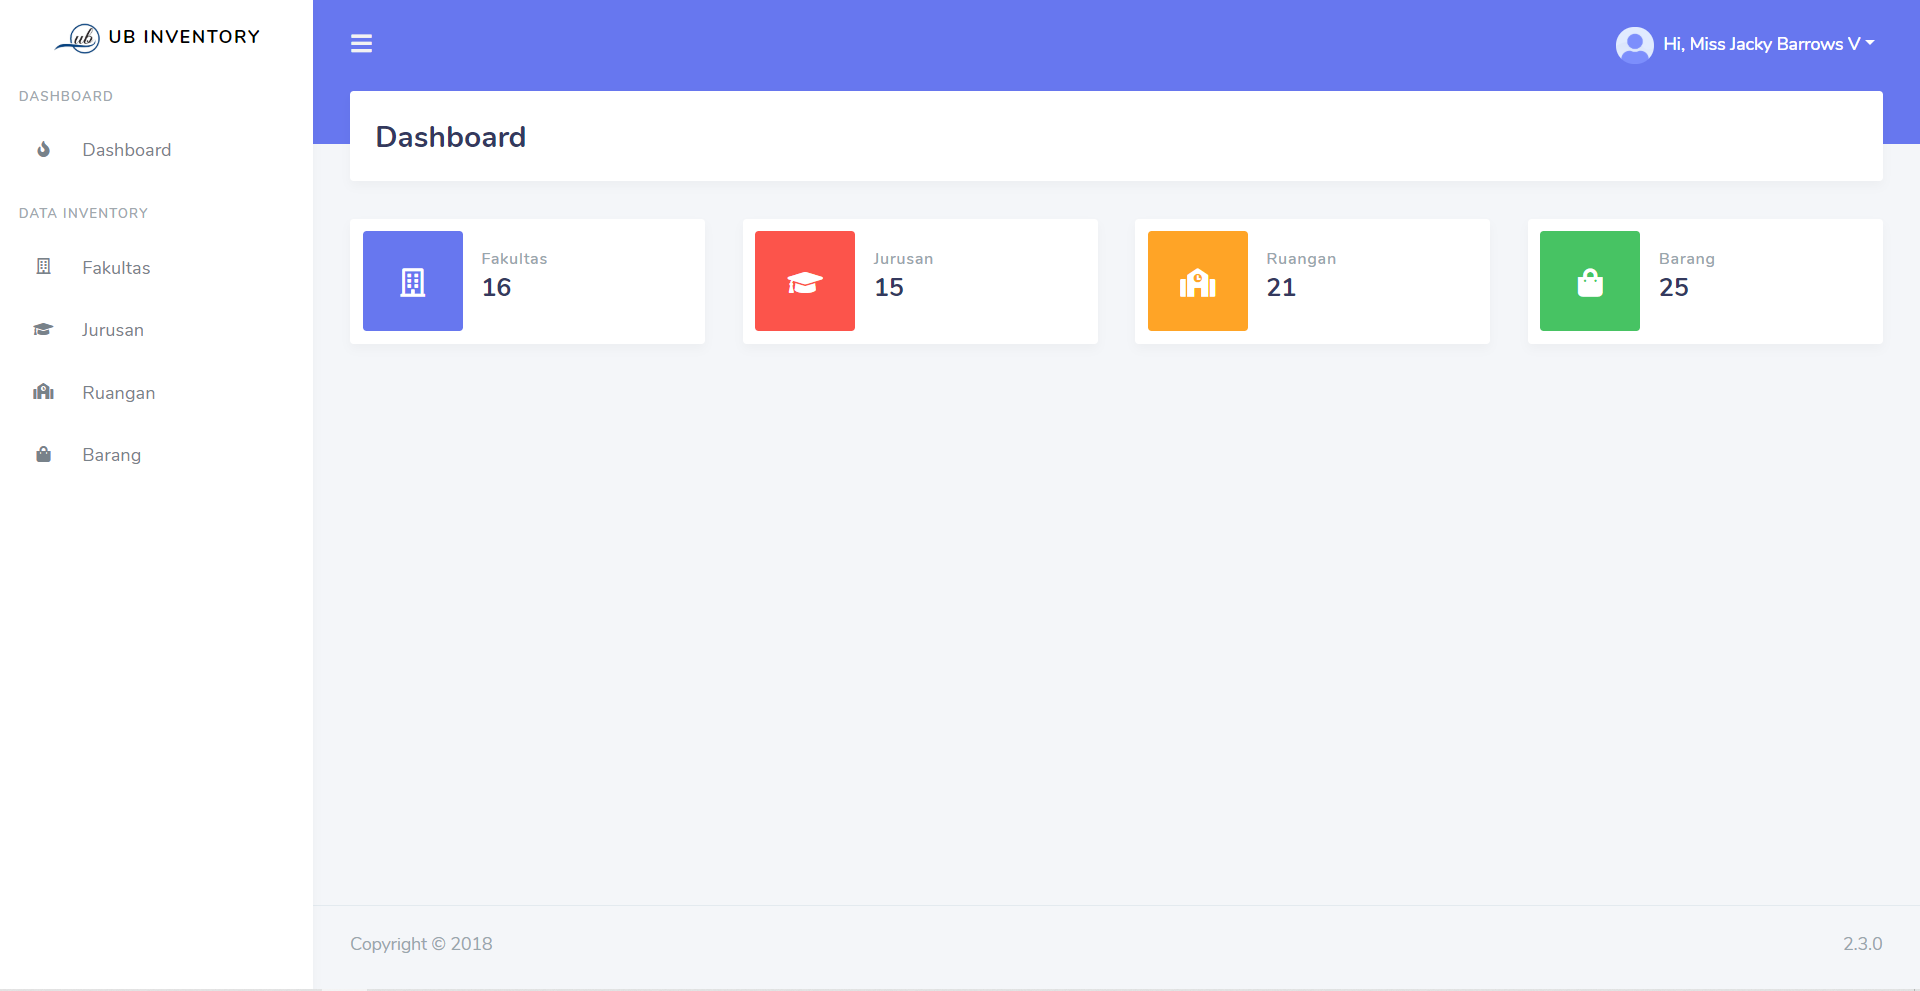 ub UB INVENTORY
DASHBOARD
Dashboard
DATA INVENTORY
Fakultas
Jurusan
Ruangan
Barang
Hi, Miss Jacky Barrows V
Dashboard
Fakultas
16
Jurusan
15
Ruangan
21
Barang
25
Copyright © 2018
2.3.0